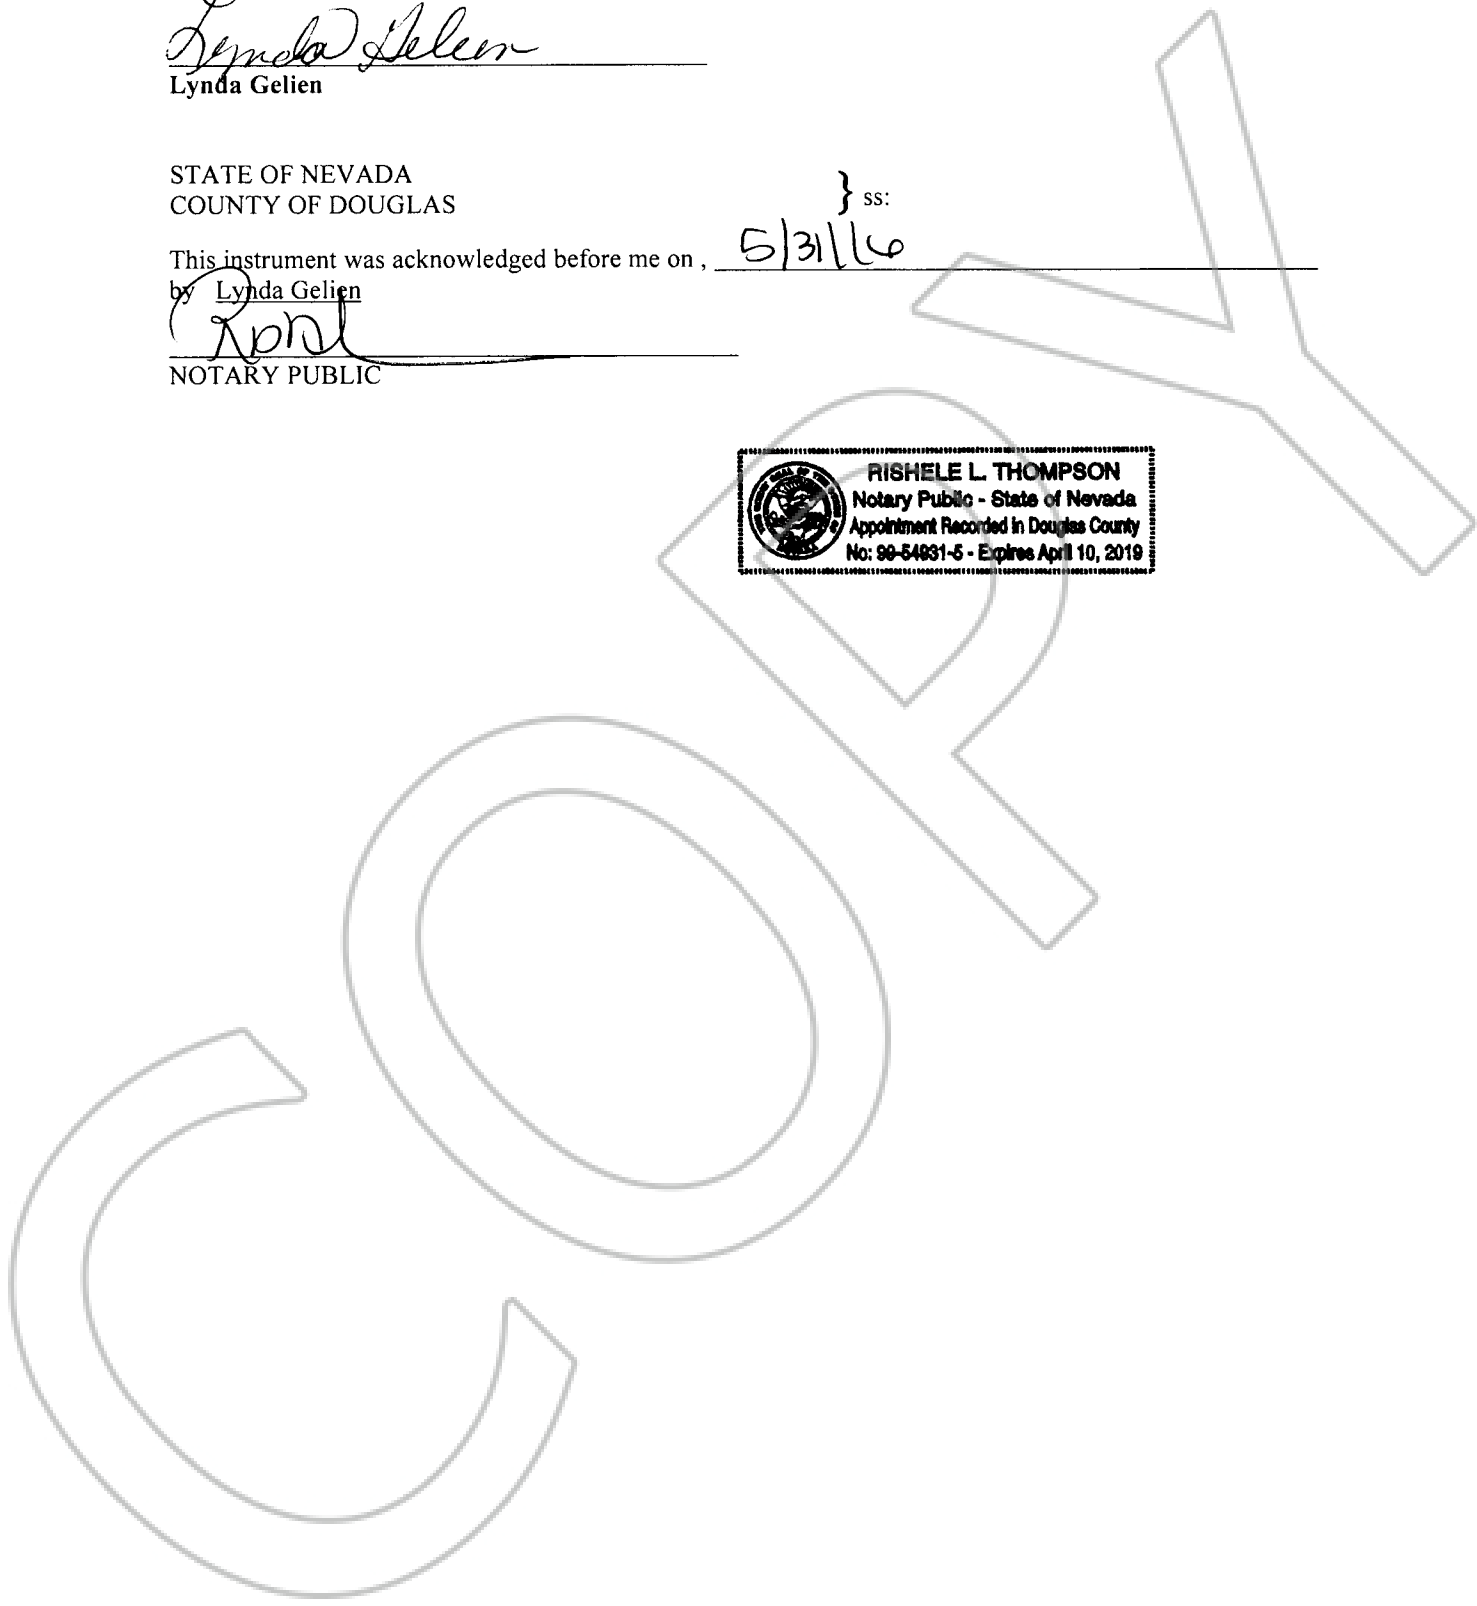 Lynda Gelien
Lynda Gelien
STATE OF NEVADA
COUNTY OF DOUGLAS
} ss:
This instrument was acknowledged before me on , 5/31/16
by Lynda Gelien
NOTARY PUBLIC
RISHELE L. THOMPSON
Notary Public - State of Nevada
Appointment Recorded in Douglas County
No: 99-54931-5 - Expires April 10, 2019
COPY